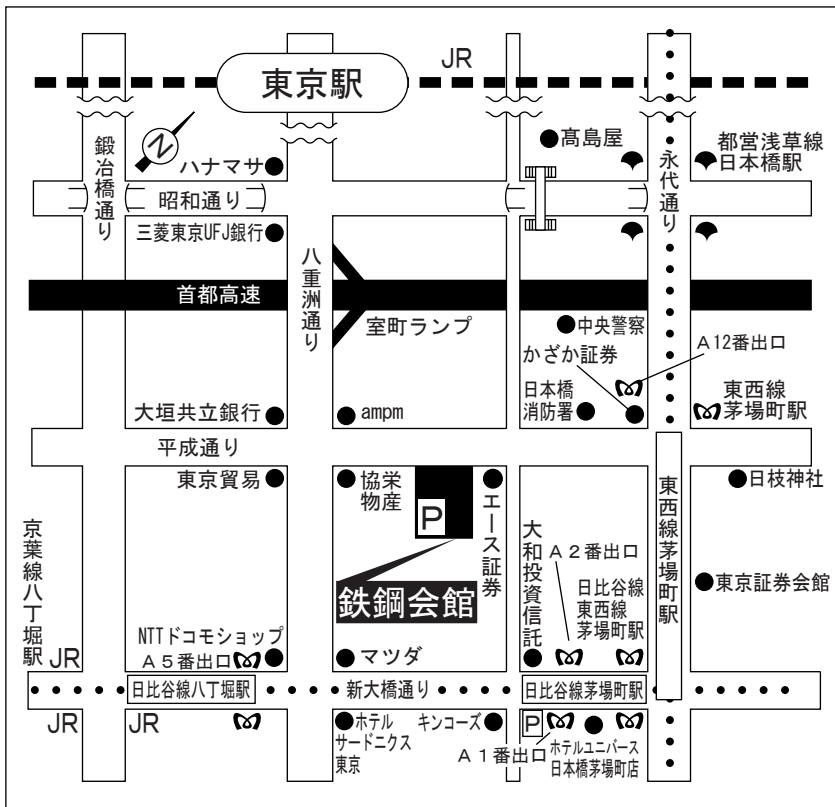 東京駅
JR
鍛冶橋通り
N
ハナマサ
髙島屋
都営浅草線
日本橋駅
永代通り
昭和通り
三菱東京UFJ銀行
八重洲通り
首都高速
室町ランプ
中央警察
かざか証券
A12番出口
日本橋
消防署
東西線
茅場町駅
大垣共立銀行
ampm
平成通り
東京貿易
協栄
物産
P
エース証券
日枝神社
東西線茅場町駅
大和投資信託
A2番出口
日比谷線
東西線
茅場町駅
東京証券会館
鉄鋼会館
京葉線八丁堀駅
NTTドコモショップ
A5番出口
マツダ
JR
日比谷線八丁堀駅
新大橋通り
日比谷線茅場町駅
JR
JR
ホテル
サードニクス
東京
キンコーズ
P
A1番出口
ホテルユニバース
日本橋茅場町店